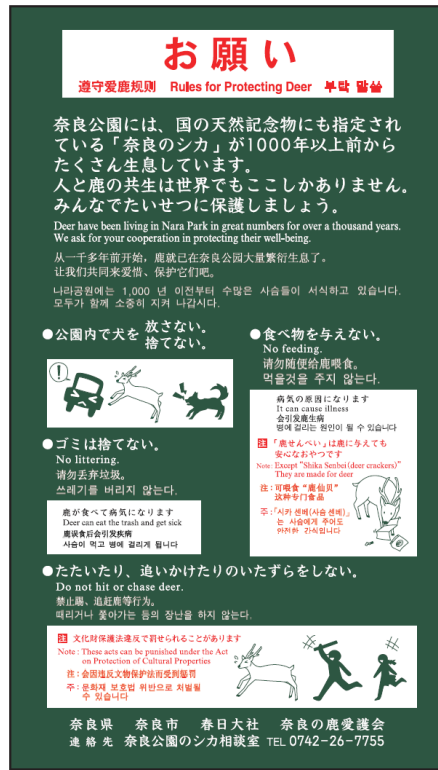 お願い
遵守爱鹿规则 Rules for Protecting Deer 부탁 말씀
奈良公園には、国の天然記念物にも指定され
ている「奈良のシカ」が1000年以上前から
たくさん生息しています。
人と鹿の共生は世界でもここしかありません。
みんなでたいせつに保護しましょう。
Deer have been living in Nara Park in great numbers for over a thousand years.
We ask for your cooperation in protecting their well-being.
从一千多年前开始，鹿就已在奈良公园大量繁衍生息了。
让我们共同来爱惜、保护它们吧。
나라공원에는 1,000 년 이전부터 수많은 사슴들이 서식하고 있습니다.
모두가 함께 소중히 지켜 나갑시다.
●公園内で犬を 放さない。
捨てない。
●ゴミは捨てない。
No littering.
请勿丢弃垃圾。
쓰레기를 버리지 않는다.
鹿が食べて病気になります
Deer can eat the trash and get sick
鹿误食后会引发疾病
사슴이 먹고 병에 걸리게 됩니다
●食べ物を与えない。
No feeding.
请勿随便给鹿喂食。
먹을것을 주지 않는다.
病気の原因になります
It can cause illness
会引发鹿生病
병에 걸리는 원인이 될 수 있습니다
注 「鹿せんべい」は鹿に与えても
安心なおやつです
Note: Except “Shika Senbei (deer crackers)”
They are made for deer
注：可喂食 “鹿仙贝”
这种专门食品
주：「시카 센베(사슴 센베)」
는 사슴에게 주어도
안전한 간식입니다
●たたいたり、追いかけたりのいたずらをしない。
Do not hit or chase deer.
禁止踢、追赶鹿等行为。
때리거나 쫓아가는 등의 장난을 하지 않는다.
注 文化財保護法違反で罰せられることがあります
Note : These acts can be punished under the Act
on Protection of Cultural Properties
注：会因违反文物保护法而受到惩罚
주：문화재 보호법 위반으로 처벌될
수 있습니다
奈良県 奈良市 春日大社 奈良の鹿愛護会
連絡先 奈良公園のシカ相談室 TEL 0742-26-7755